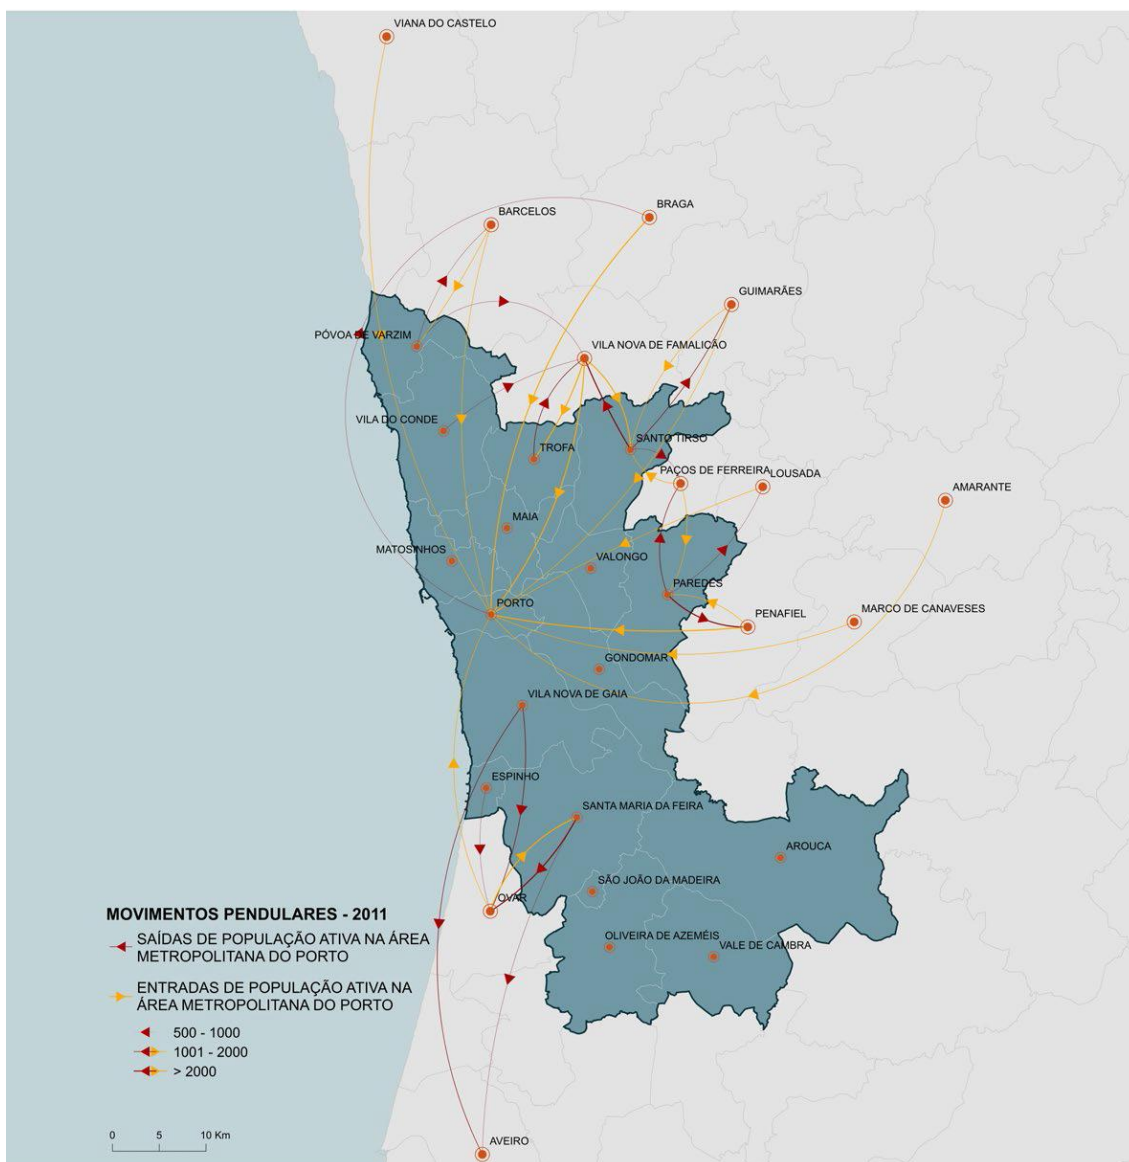 VIANA DO CASTELO
BRAGA
BARCELOS
GUIMARÃES
PÓVOA DE VARZIM
VILA NOVA DE FAMALICÃO
VILA DO CONDE
SANTO TIRSO
TROFA
PAÇOS DE FERREIRA
LOUSADA
AMARANTE
MAIA
MATOSINHOS
VALONGO
PAREDES
PORTO
MARCO DE CANAVESES
PENAFIEL
GONDOMAR
VILA NOVA DE GAIA
ESPINHO
SANTA MARIA DA FEIRA
AROUCA
SÃO JOÃO DA MADEIRA
OVAR
OLIVEIRA DE AZEMÉIS
VALE DE CAMBRA
MOVIMENTOS PENDULARES - 2011
SAÍDAS DE POPULAÇÃO ATIVA NA ÁREA
METROPOLITANA DO PORTO
ENTRADAS DE POPULAÇÃO ATIVA NA
ÁREA METROPOLITANA DO PORTO
500 - 1000
1001 - 2000
> 2000
0 5 10 Km
AVEIRO